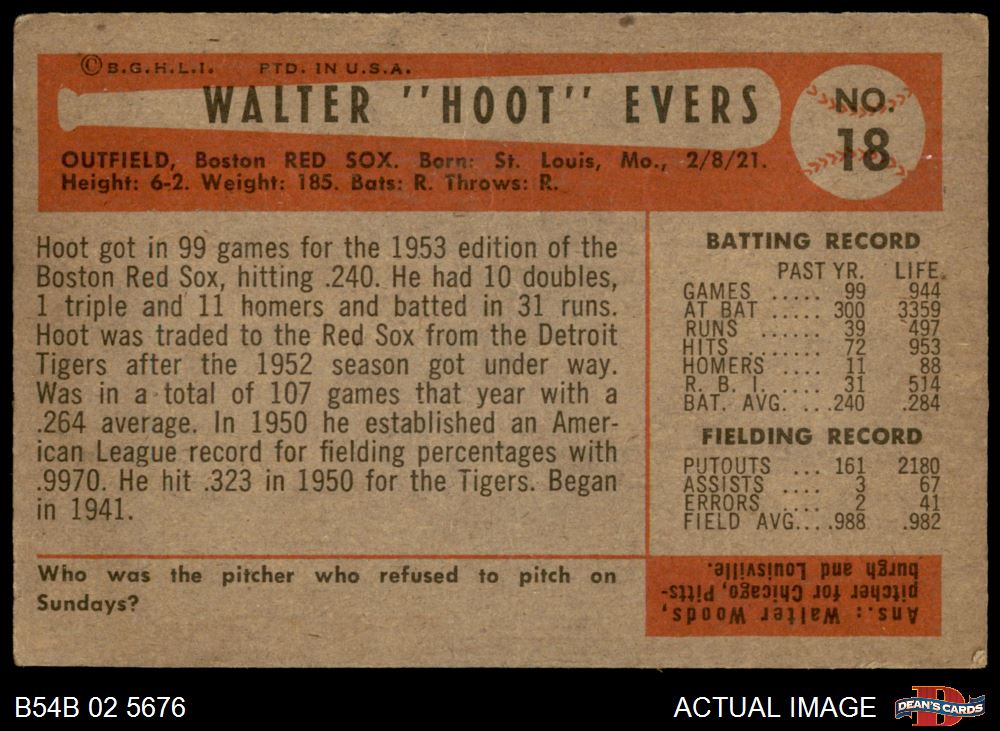 © B.G.H.L.I. PTD. IN U.S.A.
WALTER "HOOT" EVERS
NO.
18
OUTFIELD, Boston RED SOX. Born: St. Louis, Mo., 2/8/21.
Height: 6-2. Weight: 185. Bats: R. Throws: R.
Hoot got in 99 games for the 1953 edition of the
Boston Red Sox, hitting .240. He had 10 doubles,
1 triple and 11 homers and batted in 31 runs.
Hoot was traded to the Red Sox from the Detroit
Tigers after the 1952 season got under way.
Was in a total of 107 games that year with a
.264 average. In 1950 he established an Amer-
ican League record for fielding percentages with
.9970. He hit .323 in 1950 for the Tigers. Began
in 1941.
BATTING RECORD
PAST YR. LIFE.
GAMES ..... 99 944
AT BAT ..... 300 3359
RUNS ...... 39 497
HITS ....... 72 953
HOMERS .... 11 88
R. B. I. ..... 31 514
BAT. AVG. ....240 .284
FIELDING RECORD
PUTOUTS ... 161 2180
ASSISTS .... 3 67
ERRORS .... 2 41
FIELD AVG....988 .982
Who was the pitcher who refused to pitch on
Sundays?
Ans.: Walter Woods,
pitcher for Chicago, Pitts-
burgh and Louisville.
B54B 02 5676
ACTUAL IMAGE
DEAN'S CARDS